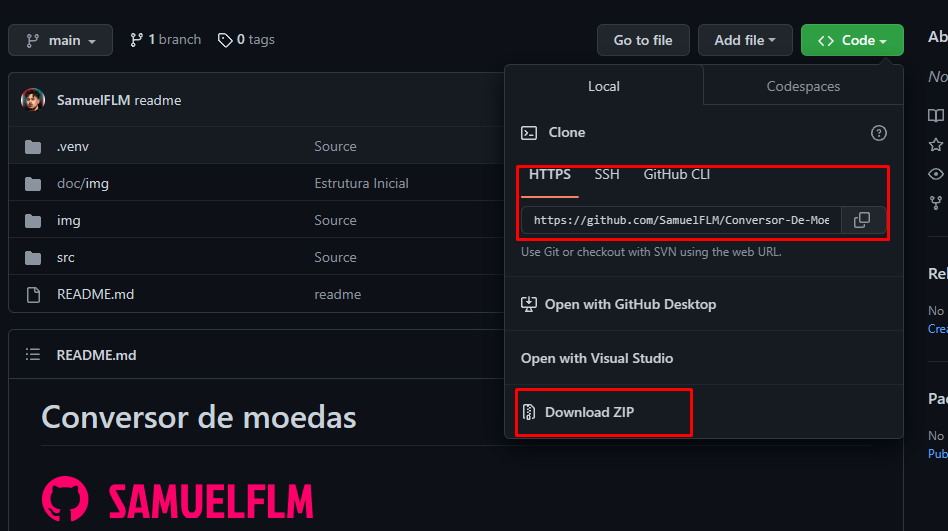 main 1 branch 0 tags Go to file Add file Code
SamuelFLM readme
.venv Source
doc/img Estrutura Inicial
img Source
src Source
README.md readme
README.md
Conversor de moedas
SAMUELFLM
Local Codespaces
Clone
HTTPS SSH GitHub CLI
https://github.com/SamuelFLM/Conversor-De-Moe
Use Git or checkout with SVN using the web URL.
Open with GitHub Desktop
Open with Visual Studio
Download ZIP
Ab
No
Rel
No
Crea
Pac
No
Pub